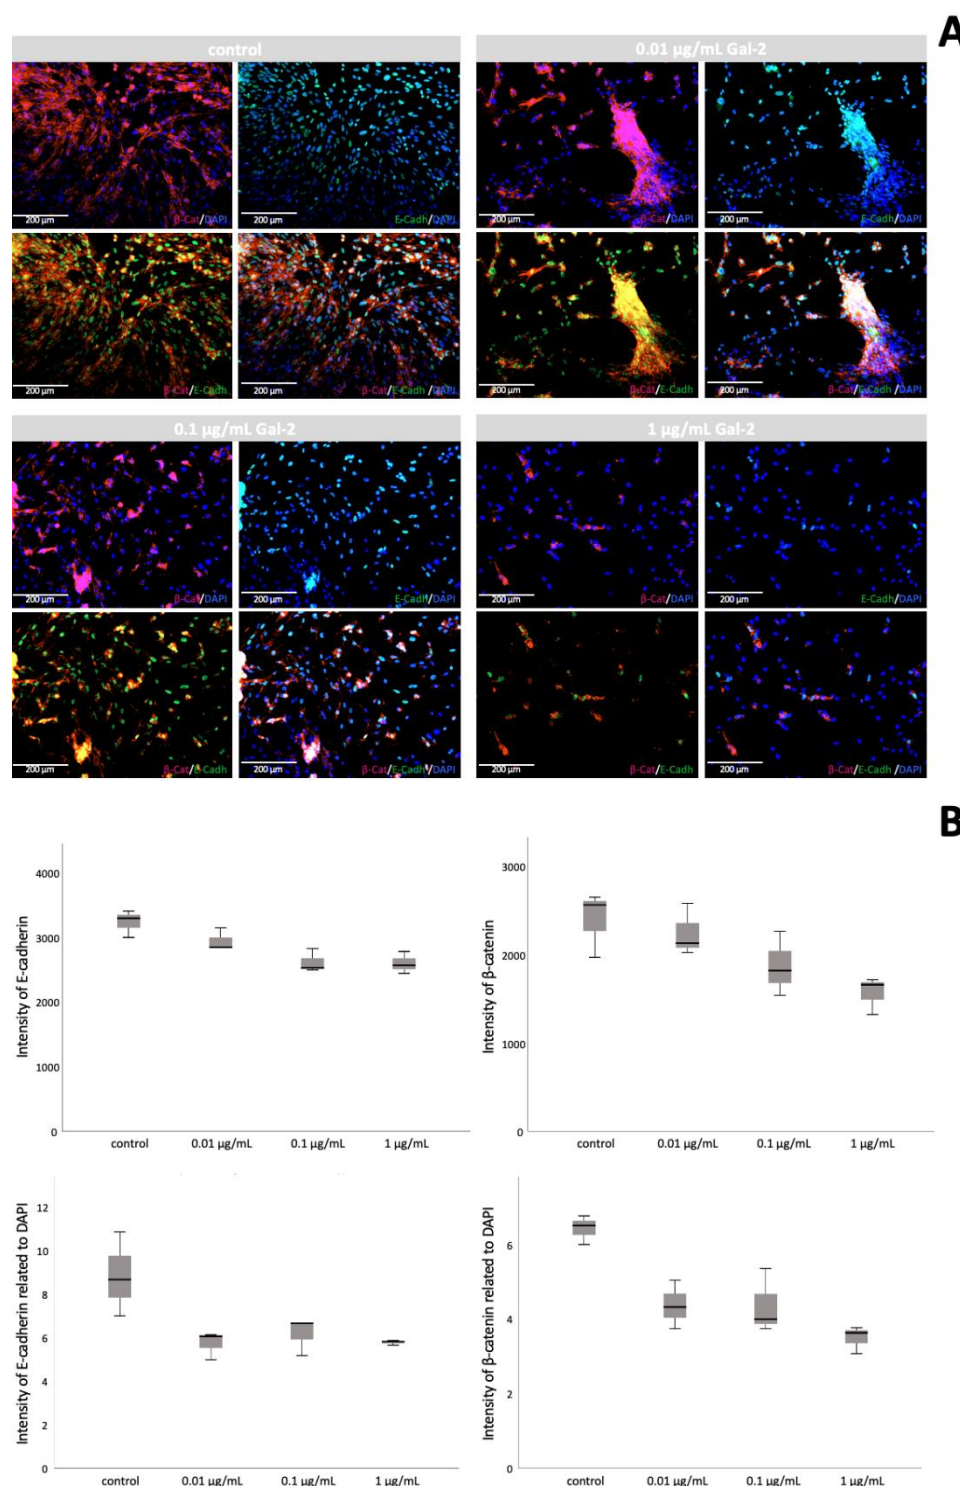 A
control
0.01 µg/mL Gal-2
200 µm
β-Cat/DAPI
200 µm
E-Cadh/DAPI
200 µm
β-Cat/DAPI
200 µm
E-Cadh/DAPI
200 µm
β-Cat/E-Cadh
200 µm
β-Cat/E-Cadh/DAPI
200 µm
β-Cat/E-Cadh
200 µm
β-Cat/E-Cadh /DAPI
0.1 µg/mL Gal-2
1 µg/mL Gal-2
200 µm
β-Cat/DAPI
200 µm
E-Cadh/DAPI
200 µm
β-Cat/DAPI
200 µm
E-Cadh/DAPI
200 µm
β-Cat/E-Cadh
200 µm
β-Cat/E-Cadh/DAPI
200 µm
β-Cat/E-Cadh
200 µm
β-Cat/E-Cadh /DAPI
B
Intensity of E-cadherin
4000
3000
2000
1000
0
control 0.01 µg/mL 0.1 µg/mL 1 µg/mL
Intensity of β-catenin
3000
2000
1000
0
control 0.01 µg/mL 0.1 µg/mL 1 µg/mL
Intensity of E-cadherin related to DAPI
12
10
8
6
4
2
0
control 0.01 µg/mL 0.1 µg/mL 1 µg/mL
Intensity of β-catenin related to DAPI
6
4
2
0
control 0.01 µg/mL 0.1 µg/mL 1 µg/mL